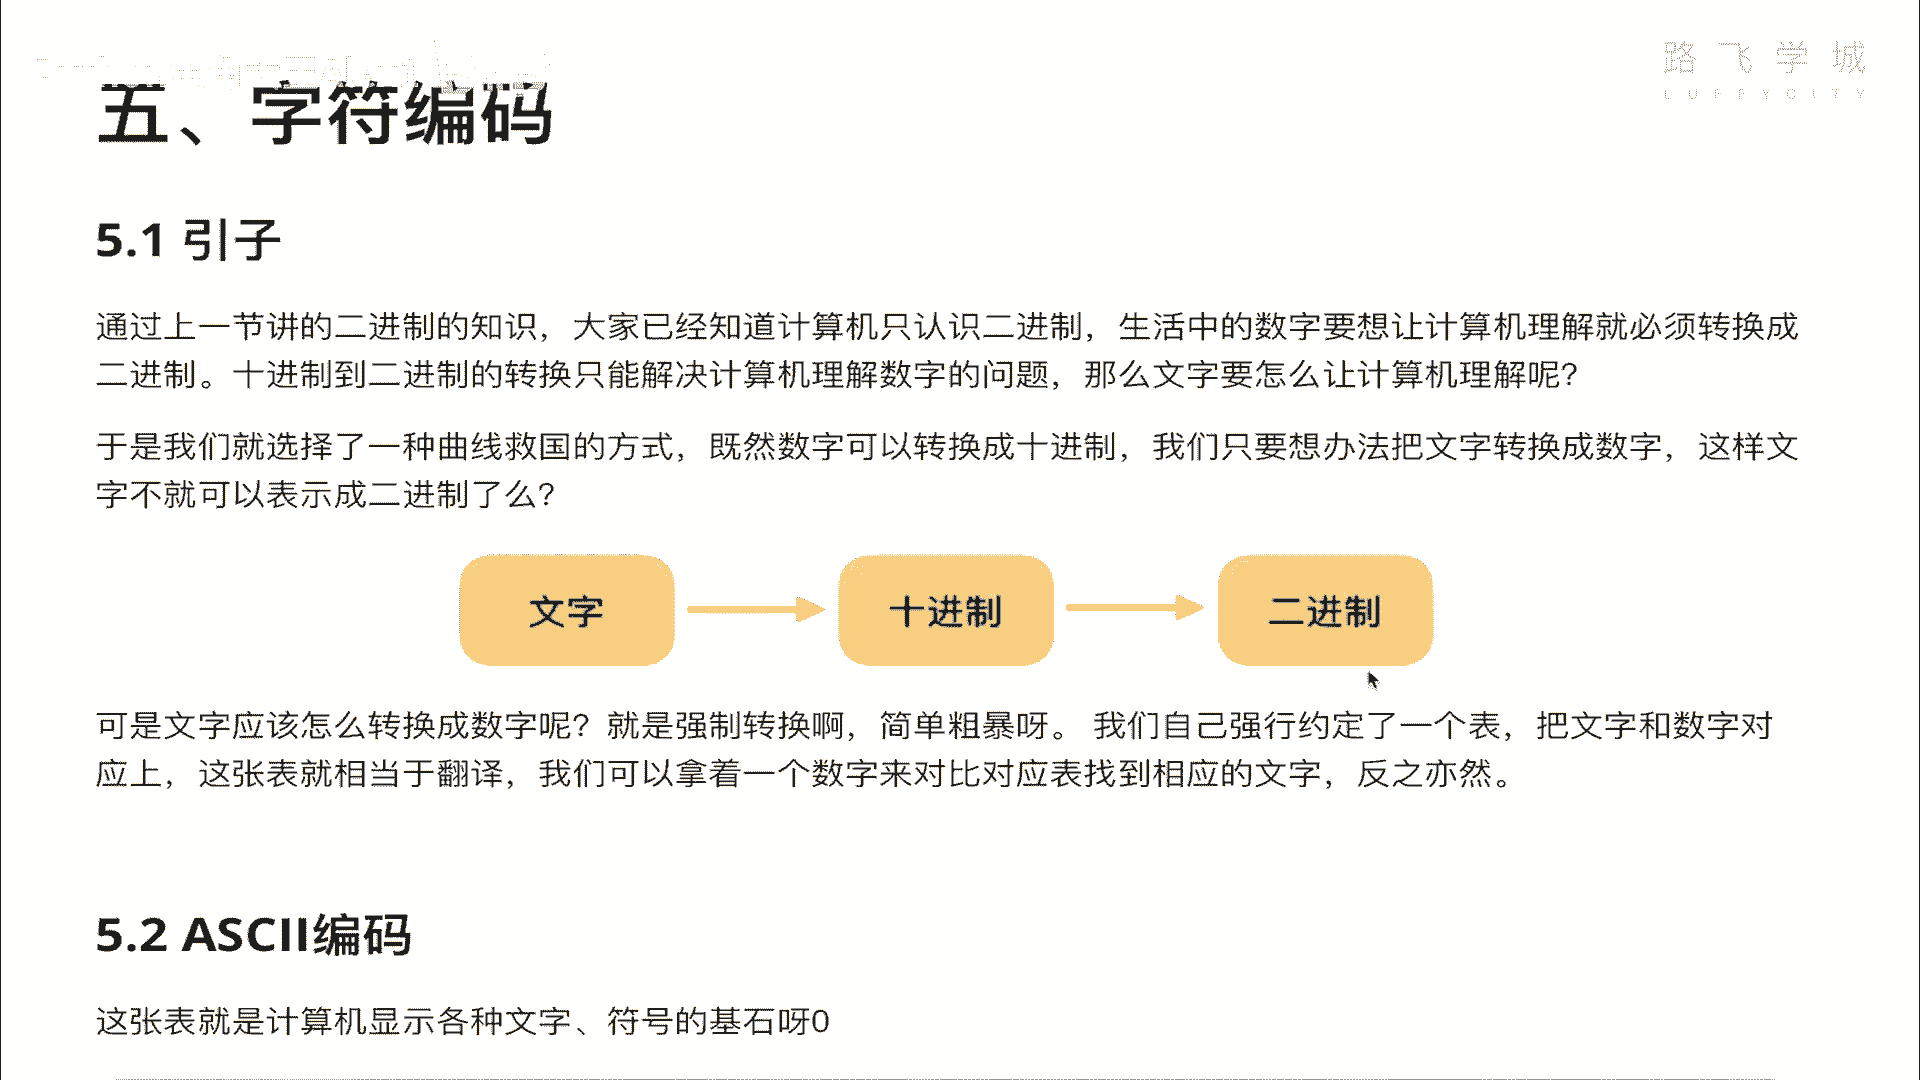 路飞学城
LUFFYCITY
五、字符编码
5.1 引子
通过上一节讲的二进制的知识，大家已经知道计算机只认识二进制，生活中的数字要想让计算机理解就必须转换成
二进制。十进制到二进制的转换只能解决计算机理解数字的问题，那么文字要怎么让计算机理解呢？
于是我们就选择了一种曲线救国的方式，既然数字可以转换成十进制，我们只要想办法把文字转换成数字，这样文
字不就可以表示成二进制了么？
文字
十进制
二进制
可是文字应该怎么转换成数字呢？就是强制转换啊，简单粗暴呀。 我们自己强行约定了一个表，把文字和数字对
应上，这张表就相当于翻译，我们可以拿着一个数字来对比对应表找到相应的文字，反之亦然。
5.2 ASCII编码
这张表就是计算机显示各种文字、符号的基石呀0